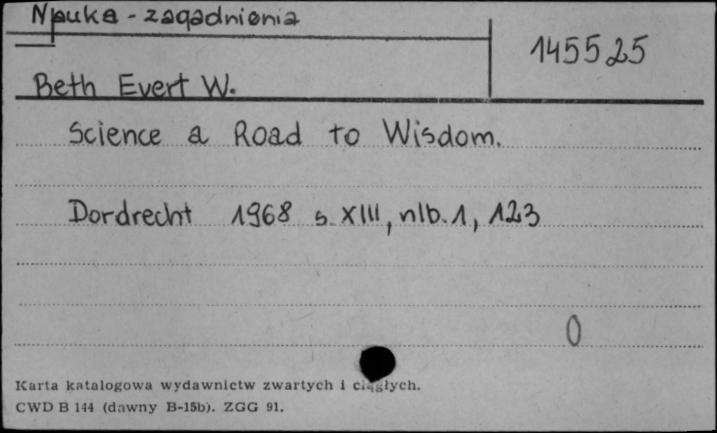 Nauka - zagadnienia
145525
Beth Evert W.
Science a Road to Wisdom.
Dordrecht 1968 s. XIII, nlb. 1, 123
0
Karta katalogowa wydawnictw zwartych i ciągłych.
CWD B 144 (dawny B-15b). ZGG 91.